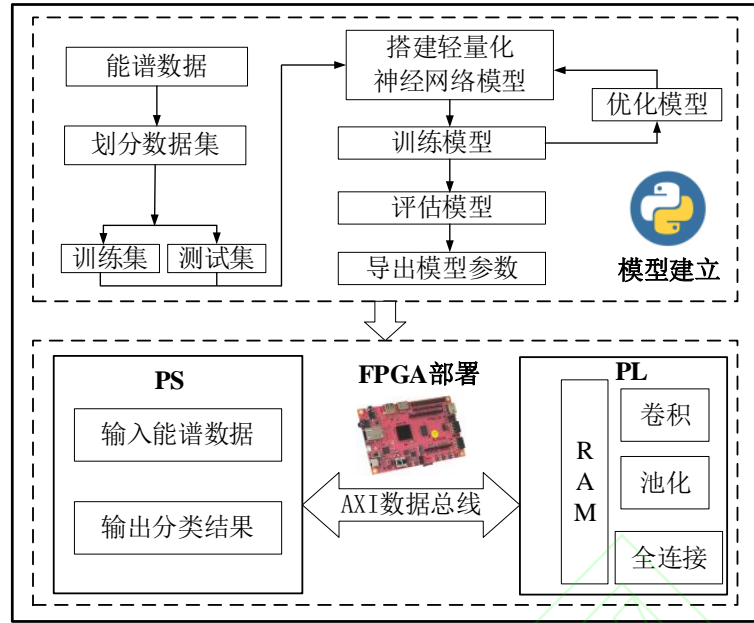 能谱数据
划分数据集
训练集
测试集
搭建轻量化
神经网络模型
训练模型
评估模型
导出模型参数
优化模型
模型建立
FPGA部署
PS
输入能谱数据
输出分类结果
AXI数据总线
PL
R
A
M
卷积
池化
全连接